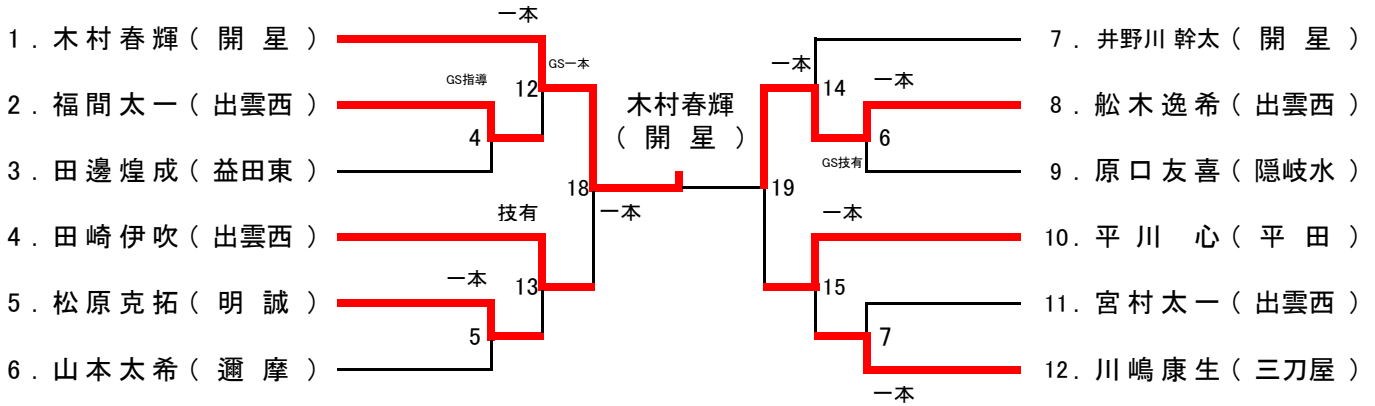 一本
1. 木村春輝(開星)
GS一本
12
GS指導
2. 福間太一(出雲西)
4
3. 田邊煌成(益田東)
18
一本
技有
4. 田崎伊吹(出雲西)
13
一本
5. 松原克拓(明誠)
5
6. 山本太希(邇摩)
木村春輝
(開星)
7. 井野川幹太(開星)
一本
14
一本
8. 舩木逸希(出雲西)
6
GS技有
9. 原口友喜(隠岐水)
19
一本
10. 平川心(平田)
15
11. 宮村太一(出雲西)
7
12. 川嶋康生(三刀屋)
一本